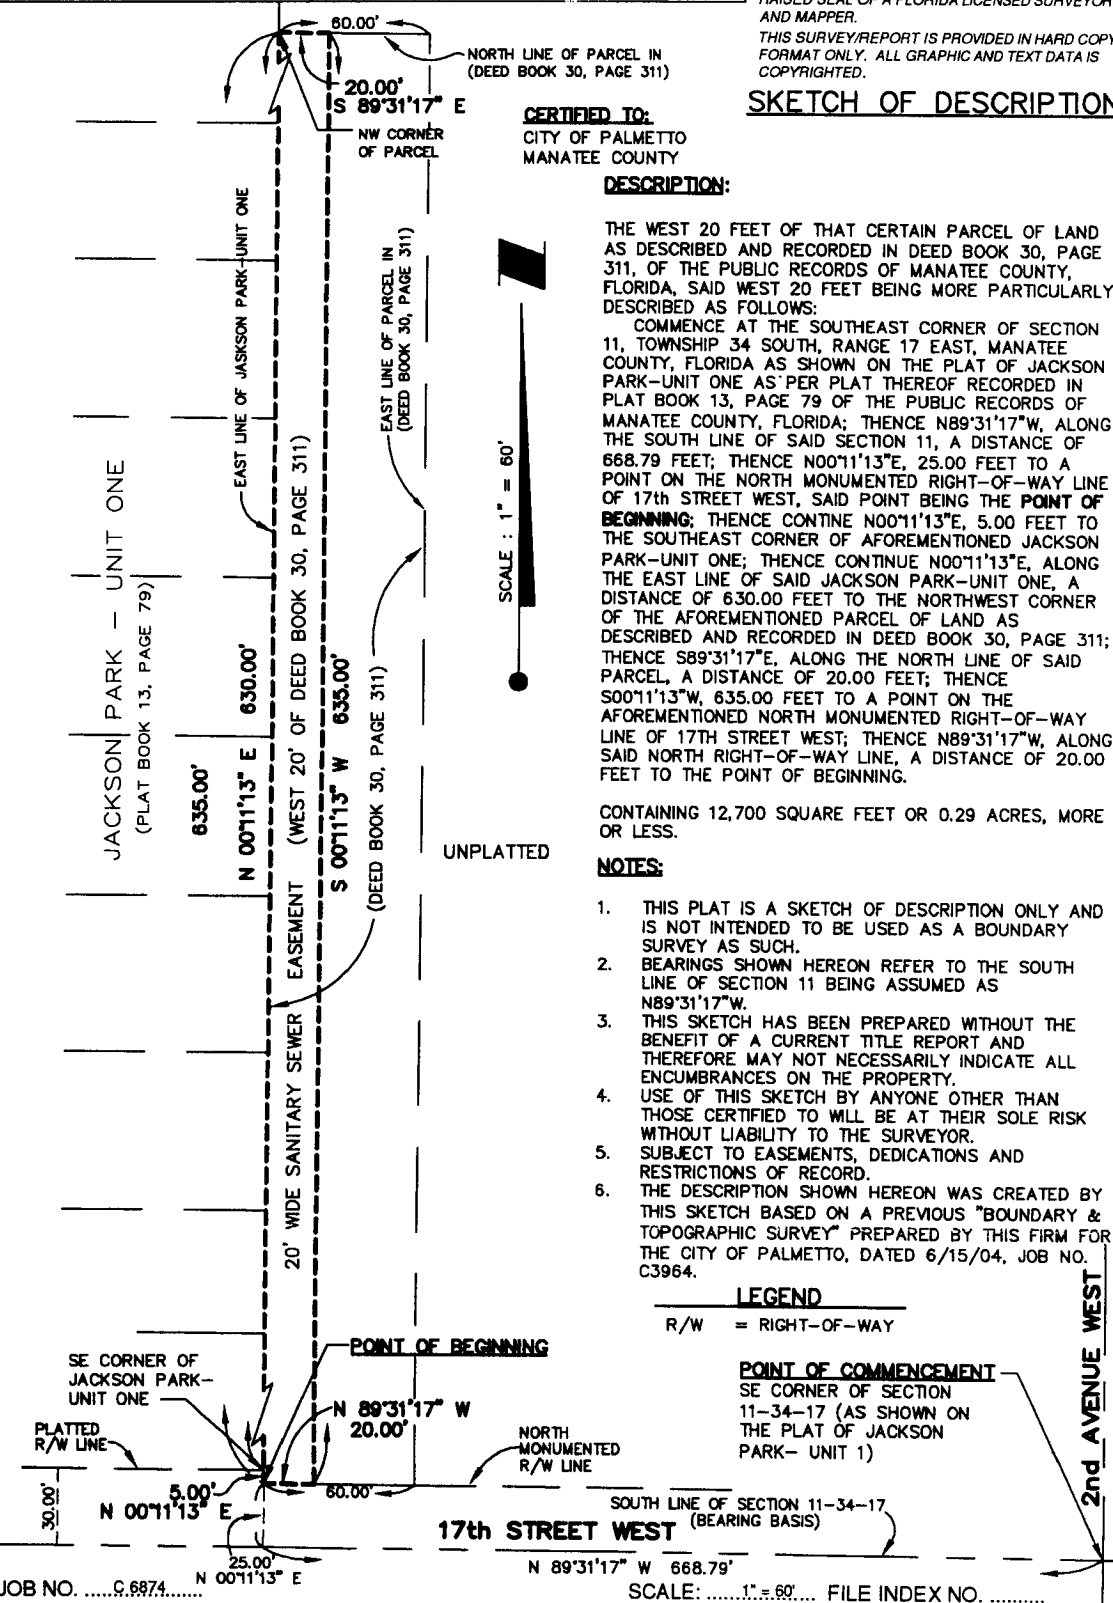 RAISED SEAL OF A FLORIDA LICENSED SURVEYOR
AND MAPPER.
THIS SURVEY/REPORT IS PROVIDED IN HARD COPY
FORMAT ONLY. ALL GRAPHIC AND TEXT DATA IS
COPYRIGHTED.
SKETCH OF DESCRIPTION
60.00'
NORTH LINE OF PARCEL IN
(DEED BOOK 30, PAGE 311)
20.00'
S 89°31'17" E
NW CORNER
OF PARCEL
CERTIFIED TO:
CITY OF PALMETTO
MANATEE COUNTY
DESCRIPTION:
THE WEST 20 FEET OF THAT CERTAIN PARCEL OF LAND
AS DESCRIBED AND RECORDED IN DEED BOOK 30, PAGE
311, OF THE PUBLIC RECORDS OF MANATEE COUNTY,
FLORIDA, SAID WEST 20 FEET BEING MORE PARTICULARLY
DESCRIBED AS FOLLOWS:
COMMENCE AT THE SOUTHEAST CORNER OF SECTION
11, TOWNSHIP 34 SOUTH, RANGE 17 EAST, MANATEE
COUNTY, FLORIDA AS SHOWN ON THE PLAT OF JACKSON
PARK-UNIT ONE AS PER PLAT THEREOF RECORDED IN
PLAT BOOK 13, PAGE 79 OF THE PUBLIC RECORDS OF
MANATEE COUNTY, FLORIDA; THENCE N89°31'17"W, ALONG
THE SOUTH LINE OF SAID SECTION 11, A DISTANCE OF
668.79 FEET; THENCE N00°11'13"E, 25.00 FEET TO A
POINT ON THE NORTH MONUMENTED RIGHT-OF-WAY LINE
OF 17th STREET WEST, SAID POINT BEING THE POINT OF
BEGINNING; THENCE CONTINE N00°11'13"E, 5.00 FEET TO
THE SOUTHEAST CORNER OF AFOREMENTIONED JACKSON
PARK-UNIT ONE; THENCE CONTINUE N00°11'13"E, ALONG
THE EAST LINE OF SAID JACKSON PARK-UNIT ONE, A
DISTANCE OF 630.00 FEET TO THE NORTHWEST CORNER
OF THE AFOREMENTIONED PARCEL OF LAND AS
DESCRIBED AND RECORDED IN DEED BOOK 30, PAGE 311;
THENCE S89°31'17"E, ALONG THE NORTH LINE OF SAID
PARCEL, A DISTANCE OF 20.00 FEET; THENCE
S00°11'13"W, 635.00 FEET TO A POINT ON THE
AFOREMENTIONED NORTH MONUMENTED RIGHT-OF-WAY
LINE OF 17TH STREET WEST; THENCE N89°31'17"W, ALONG
SAID NORTH RIGHT-OF-WAY LINE, A DISTANCE OF 20.00
FEET TO THE POINT OF BEGINNING.
CONTAINING 12,700 SQUARE FEET OR 0.29 ACRES, MORE
OR LESS.
NOTES:
1. THIS PLAT IS A SKETCH OF DESCRIPTION ONLY AND
IS NOT INTENDED TO BE USED AS A BOUNDARY
SURVEY AS SUCH.
2. BEARINGS SHOWN HEREON REFER TO THE SOUTH
LINE OF SECTION 11 BEING ASSUMED AS
N89°31'17"W.
3. THIS SKETCH HAS BEEN PREPARED WITHOUT THE
BENEFIT OF A CURRENT TITLE REPORT AND
THEREFORE MAY NOT NECESSARILY INDICATE ALL
ENCUMBRANCES ON THE PROPERTY.
4. USE OF THIS SKETCH BY ANYONE OTHER THAN
THOSE CERTIFIED TO WILL BE AT THEIR SOLE RISK
WITHOUT LIABILITY TO THE SURVEYOR.
5. SUBJECT TO EASEMENTS, DEDICATIONS AND
RESTRICTIONS OF RECORD.
6. THE DESCRIPTION SHOWN HEREON WAS CREATED BY
THIS SKETCH BASED ON A PREVIOUS "BOUNDARY &
TOPOGRAPHIC SURVEY" PREPARED BY THIS FIRM FOR
THE CITY OF PALMETTO, DATED 6/15/04, JOB NO.
C3964.
LEGEND
R/W = RIGHT-OF-WAY
JACKSON PARK - UNIT ONE
(PLAT BOOK 13, PAGE 79)
635.00'
N 00°11'13" E 630.00'
EAST LINE OF JASKSON PARK-UNIT ONE
20' WIDE SANITARY SEWER EASEMENT (WEST 20' OF DEED BOOK 30, PAGE 311)
S 00°11'13" W 635.00'
(DEED BOOK 30, PAGE 311)
EAST LINE OF PARCEL IN
(DEED BOOK 30, PAGE 311)
SCALE : 1" = 60'
UNPLATTED
POINT OF BEGINNING
SE CORNER OF
JACKSON PARK-
UNIT ONE
PLATTED
R/W LINE
N 89°31'17" W
20.00'
5.00'
N 00°11'13" E
60.00'
30.00'
NORTH
MONUMENTED
R/W LINE
POINT OF COMMENCEMENT
SE CORNER OF SECTION
11-34-17 (AS SHOWN ON
THE PLAT OF JACKSON
PARK- UNIT 1)
2nd AVENUE WEST
SOUTH LINE OF SECTION 11-34-17
(BEARING BASIS)
17th STREET WEST
25.00'
N 00°11'13" E
N 89°31'17" W 668.79'
JOB NO. .....C 6874.........
SCALE: .......1" = 60'.... FILE INDEX NO. ..........